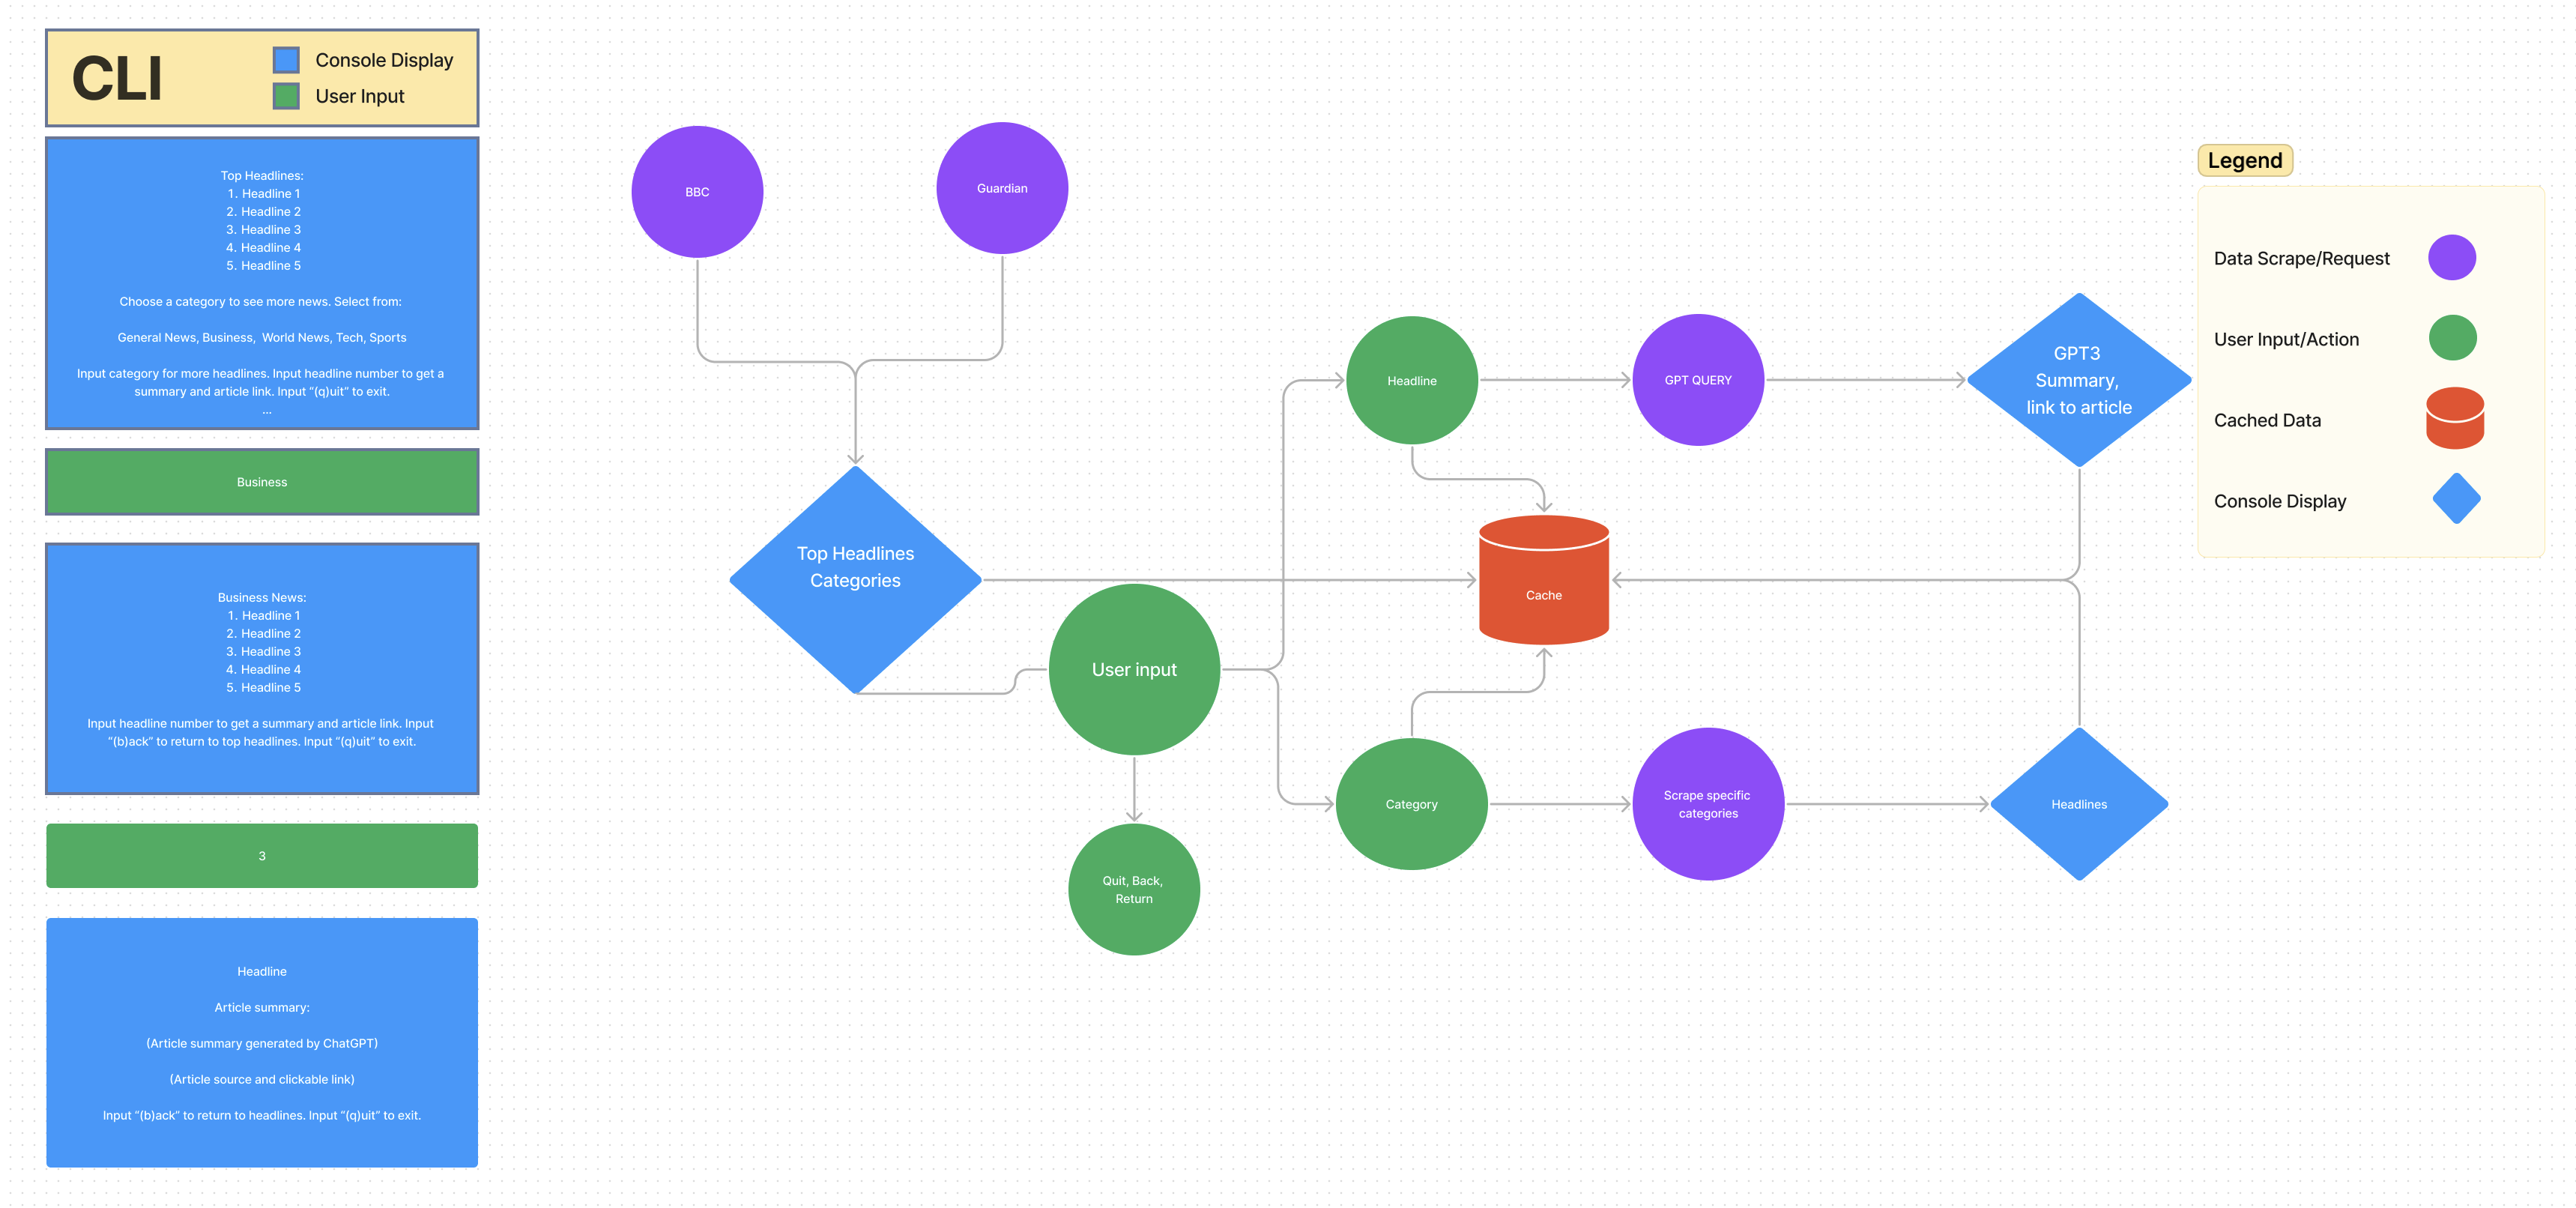 CLI
Console Display
User Input
Top Headlines:
1. Headline 1
2. Headline 2
3. Headline 3
4. Headline 4
5. Headline 5
Choose a category to see more news. Select from:
General News, Business,  World News, Tech, Sports
Input category for more headlines. Input headline number to get a
summary and article link. Input “(q)uit” to exit.
...
Business
Business News:
1. Headline 1
2. Headline 2
3. Headline 3
4. Headline 4
5. Headline 5
Input headline number to get a summary and article link. Input
“(b)ack” to return to top headlines. Input “(q)uit” to exit.
3
Headline
Article summary:
(Article summary generated by ChatGPT)
(Article source and clickable link)
Input “(b)ack” to return to headlines. Input “(q)uit” to exit.
BBC
Guardian
Top Headlines
Categories
User input
Quit, Back,
Return
Headline
GPT QUERY
GPT3
Summary,
link to article
Cache
Category
Scrape specific
categories
Headlines
Legend
Data Scrape/Request
User Input/Action
Cached Data
Console Display